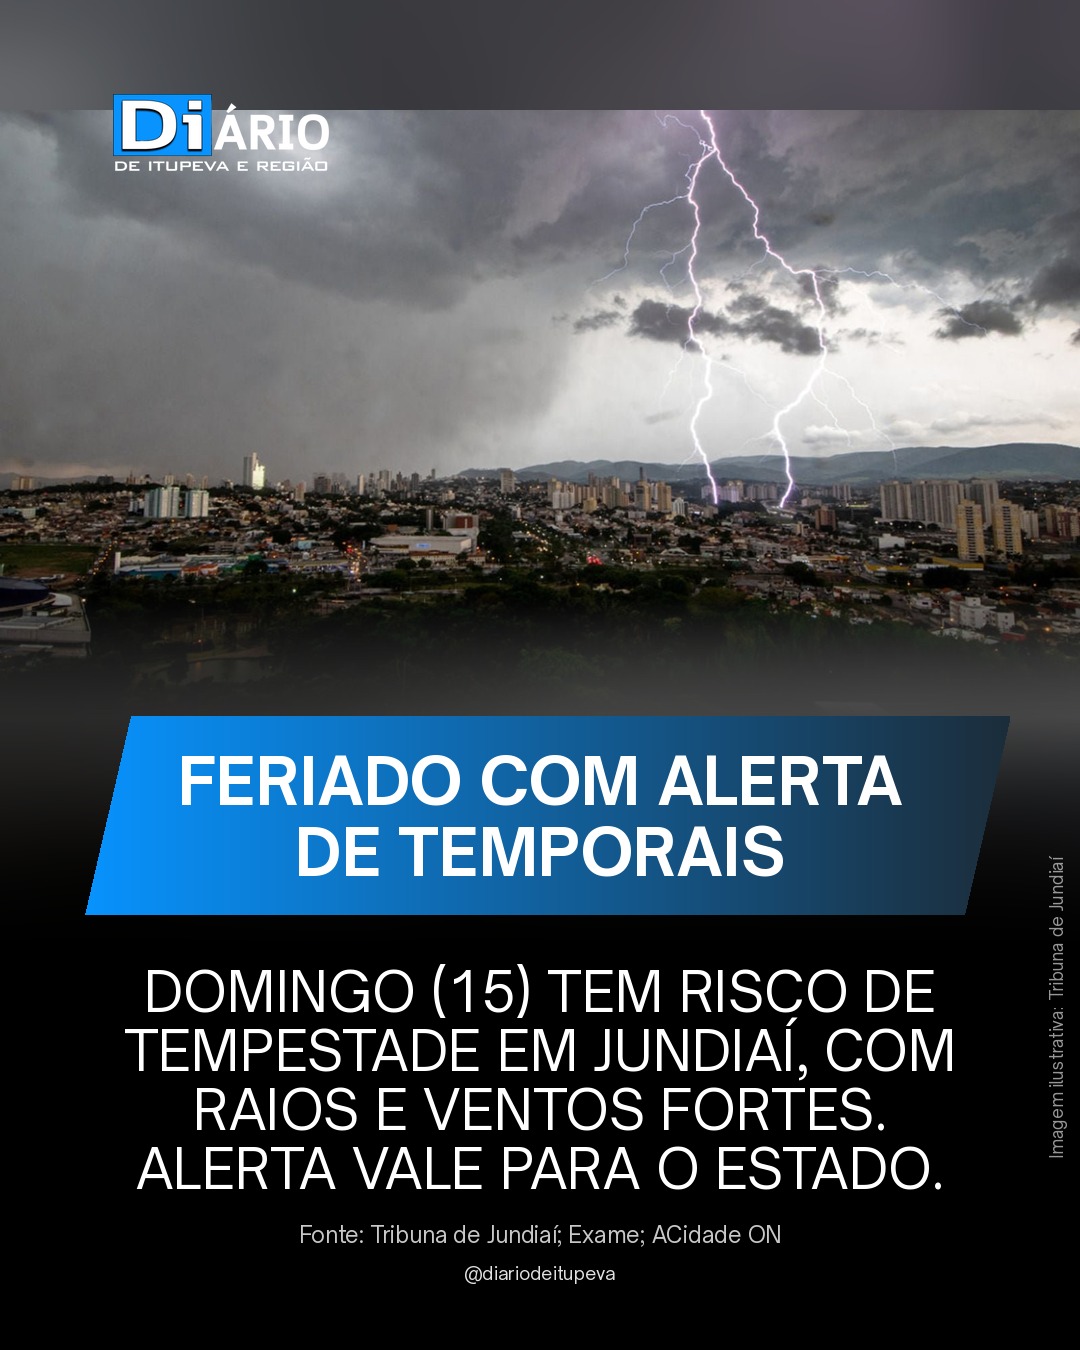 DiÁRIO
DE ITUPEVA E REGIÃO
FERIADO COM ALERTA
DE TEMPORAIS
DOMINGO (15) TEM RISCO DE
TEMPESTADE EM JUNDIAÍ, COM
RAIOS E VENTOS FORTES.
ALERTA VALE PARA O ESTADO.
Fonte: Tribuna de Jundiaí; Exame; ACidade ON
@diariodeitupeva
Imagem ilustrativa: Tribuna de Jundiaí